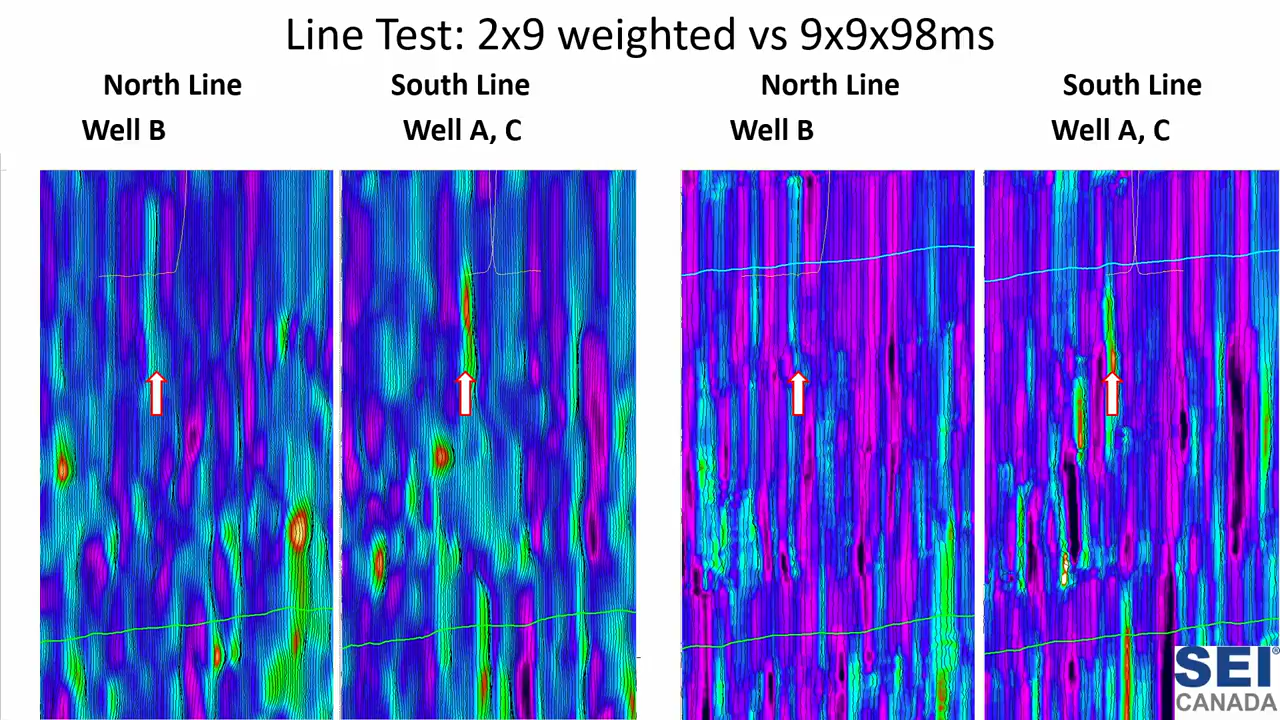 Line Test: 2x9 weighted vs 9x9x98ms
North Line
South Line
North Line
South Line
Well B
Well A, C
Well B
Well A, C
SEI®
CANADA